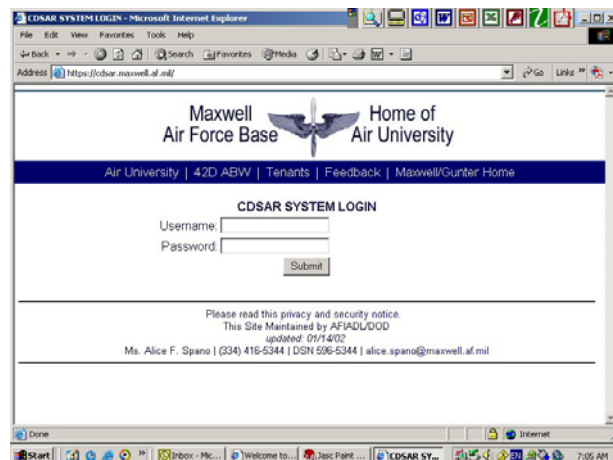 CDSAR SYSTEM LOGIN - Microsoft Internet Explorer
File Edit View Favorites Tools Help
Back Search Favorites Media
Address https://cdsar.maxwell.af.mil/ Go Links »
Maxwell Home of
Air Force Base Air University
Air University | 42D ABW | Tenants | Feedback | Maxwell/Gunter Home
CDSAR SYSTEM LOGIN
Username:
Password:
Submit
Please read this privacy and security notice.
This Site Maintained by AFIADL/DOD
updated: 01/14/02
Ms. Alice F. Spano | (334) 416-5344 | DSN 596-5344 | alice.spano@maxwell.af.mil
Done Internet
Start » Inbox - Mic... Welcome to... Jasc Paint ... CDSAR SY... 7:05 AM